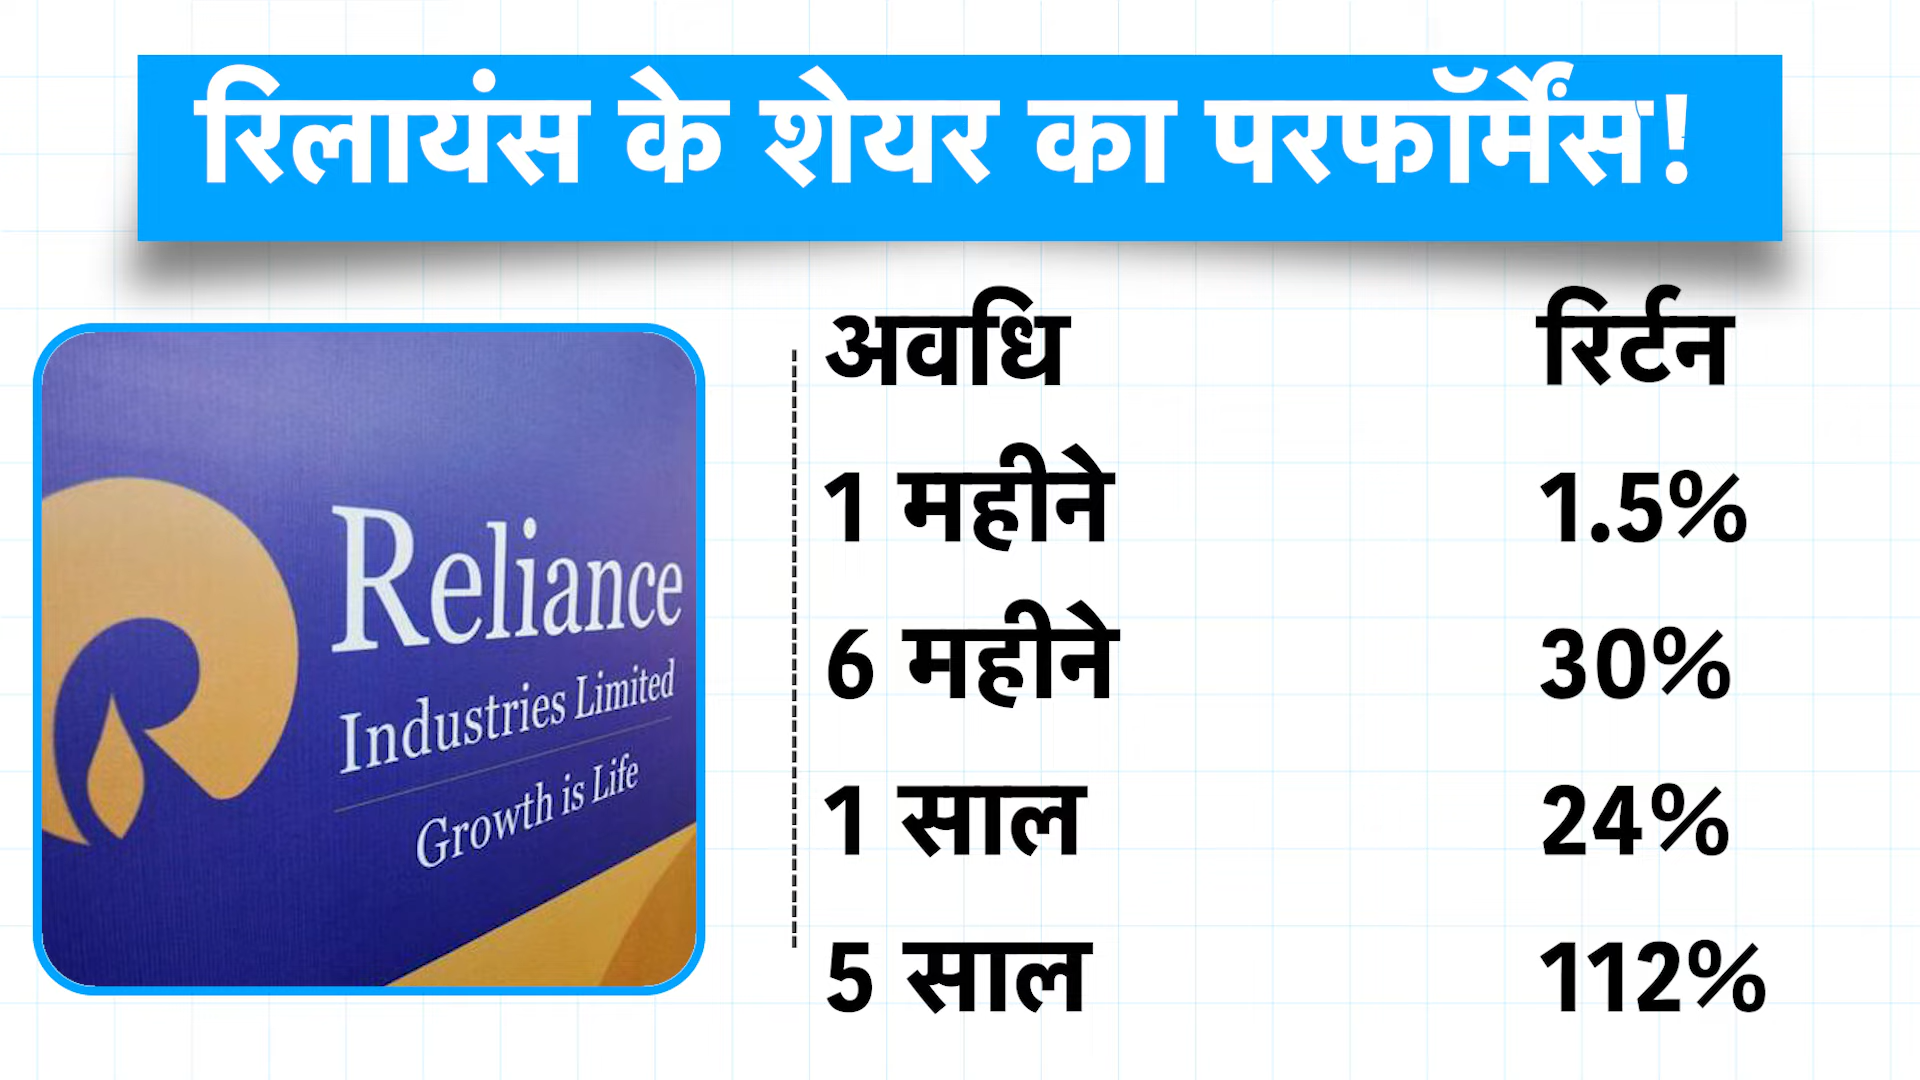 रिलायंस के शेयर का परफॉर्मेंस!
Reliance
Industries Limited
Growth is Life
अवधि रिर्टन
1 महीने 1.5%
6 महीने 30%
1 साल 24%
5 साल 112%